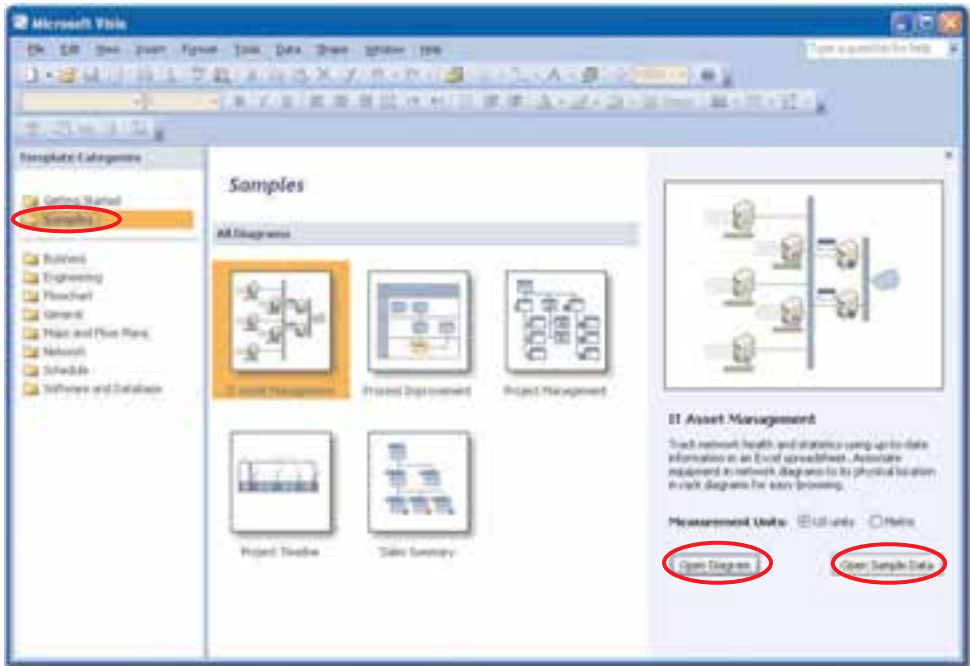 Microsoft Visio
File Edit View Insert Format Tools Data Shape Window Help
Type a question for help
Template Categories
Getting Started
Samples
Business
Engineering
Flowchart
General
Maps and Floor Plans
Network
Schedule
Software and Database
Samples
All Diagrams
IT Asset Management
Process Improvement
Project Management
Project Timeline
Sales Summary
IT Asset Management
Track network health and statistics using up-to-date
information in an Excel spreadsheet. Associate
equipment in network diagrams to its physical location
in rack diagrams for easy browsing.
Measurement Units: US units Metric
Open Diagram
Open Sample Data